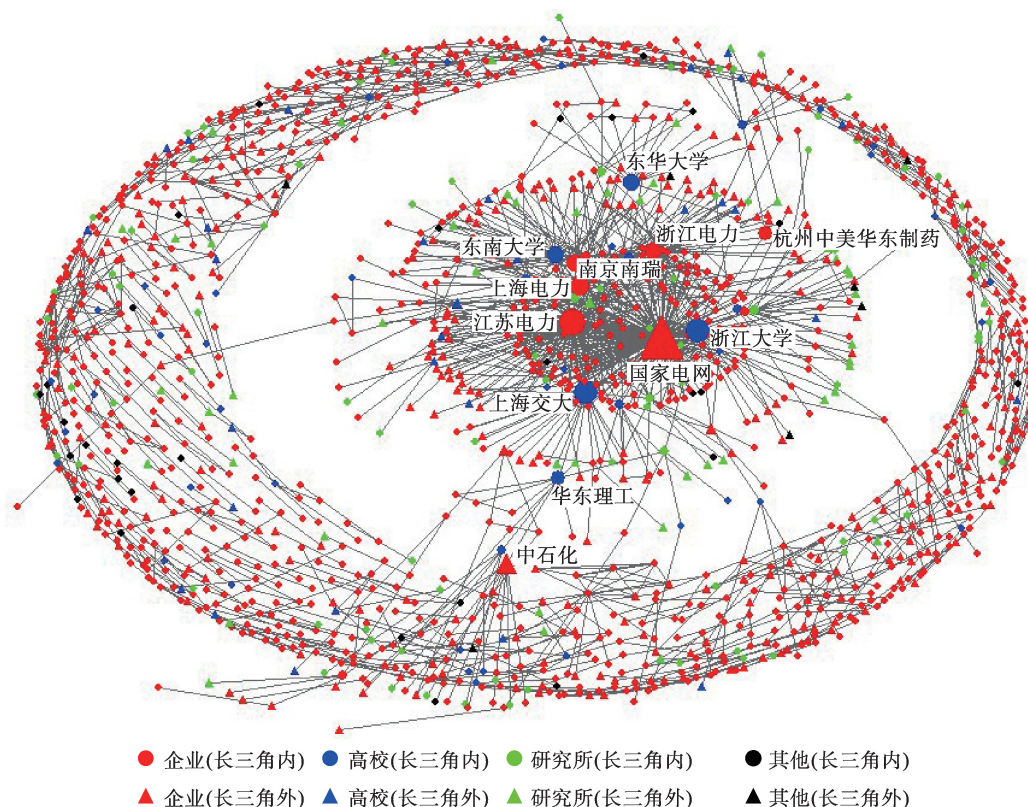 东华大学
浙江电力
杭州中美华东制药
东南大学
南京南瑞
上海电力
江苏电力
浙江大学
国家电网
上海交大
华东理工
中石化
企业(长三角内) 高校(长三角内) 研究所(长三角内) 其他(长三角内)
企业(长三角外) 高校(长三角外) 研究所(长三角外) 其他(长三角外)